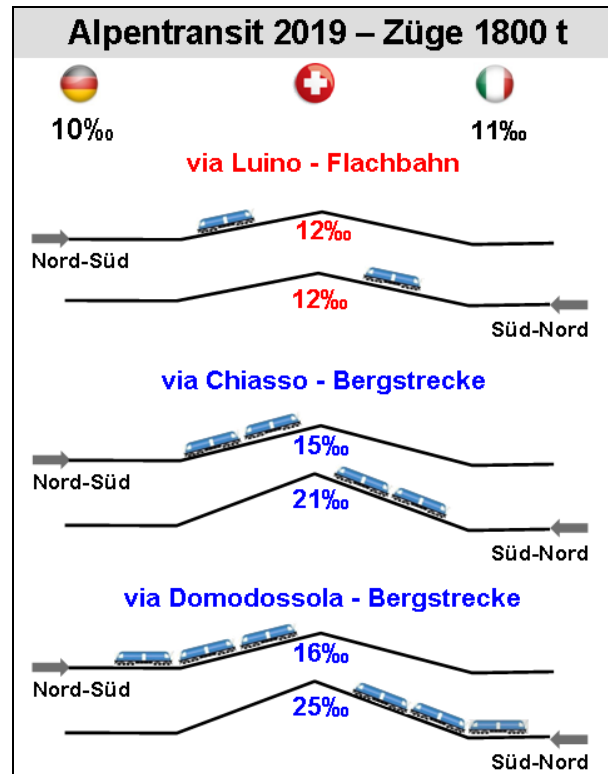 Alpentransit 2019 – Züge 1800 t
10‰ 11‰
via Luino - Flachbahn
12‰
Nord-Süd
12‰
Süd-Nord
via Chiasso - Bergstrecke
15‰
Nord-Süd
21‰
Süd-Nord
via Domodossola - Bergstrecke
16‰
Nord-Süd
25‰
Süd-Nord